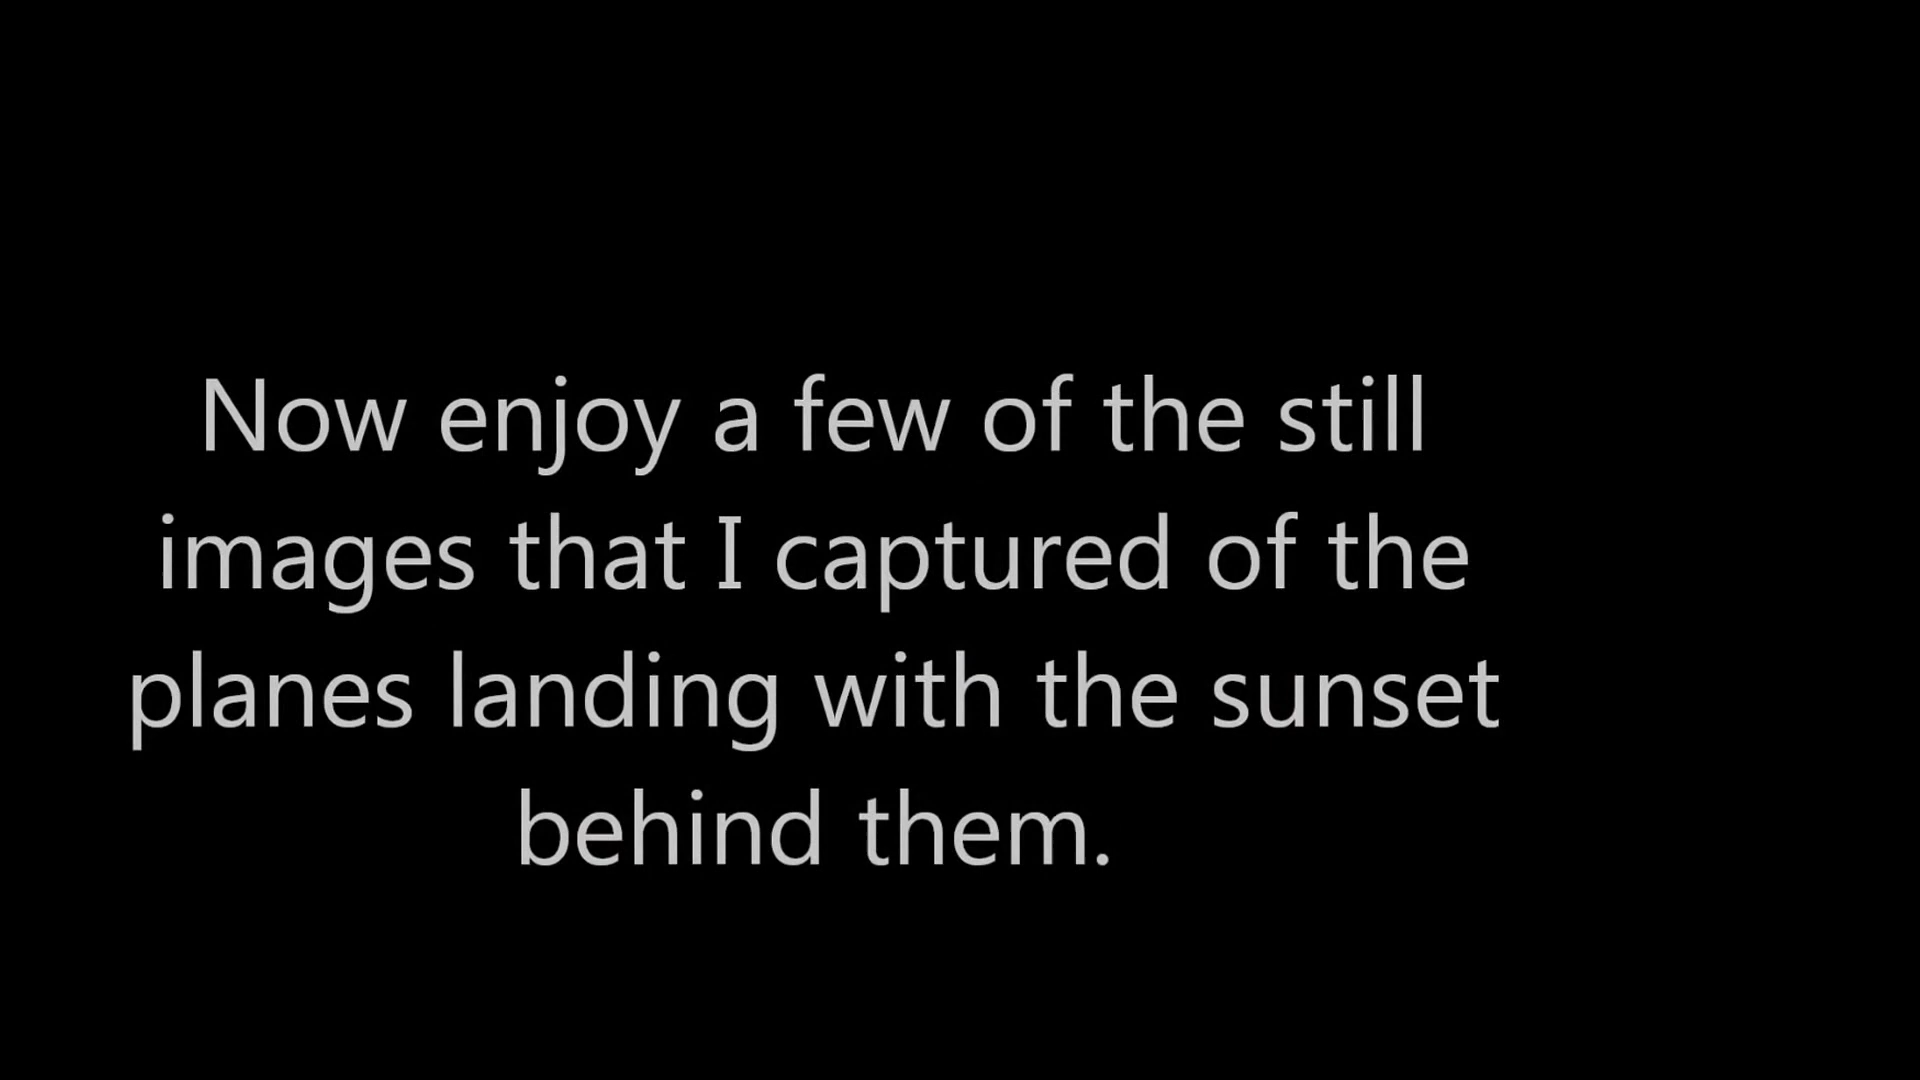 Now enjoy a few of the still
images that I captured of the
planes landing with the sunset
behind them.